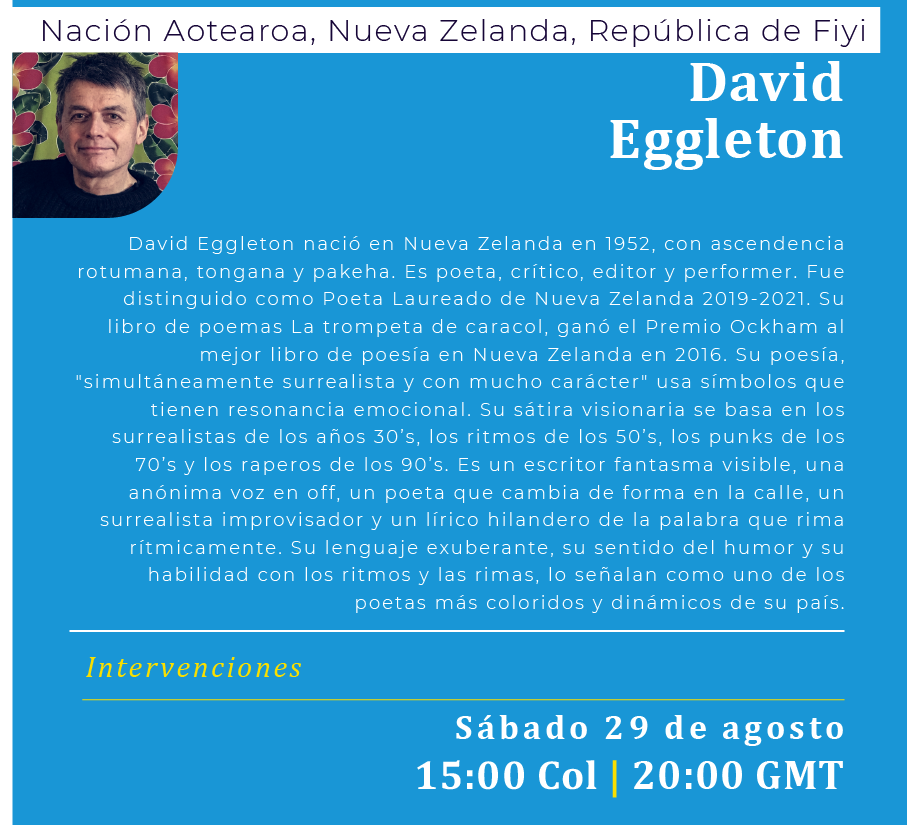 Nación Aotearoa, Nueva Zelanda, República de Fiyi
David
Eggleton
David Eggleton nació en Nueva Zelanda en 1952, con ascendencia
rotumana, tongana y pakeha. Es poeta, crítico, editor y performer. Fue
distinguido como Poeta Laureado de Nueva Zelanda 2019-2021. Su
libro de poemas La trompeta de caracol, ganó el Premio Ockham al
mejor libro de poesía en Nueva Zelanda en 2016. Su poesía,
"simultáneamente surrealista y con mucho carácter" usa símbolos que
tienen resonancia emocional. Su sátira visionaria se basa en los
surrealistas de los años 30’s, los ritmos de los 50’s, los punks de los
70’s y los raperos de los 90’s. Es un escritor fantasma visible, una
anónima voz en off, un poeta que cambia de forma en la calle, un
surrealista improvisador y un lírico hilandero de la palabra que rima
rítmicamente. Su lenguaje exuberante, su sentido del humor y su
habilidad con los ritmos y las rimas, lo señalan como uno de los
poetas más coloridos y dinámicos de su país.
Intervenciones
Sábado 29 de agosto
15:00 Col | 20:00 GMT